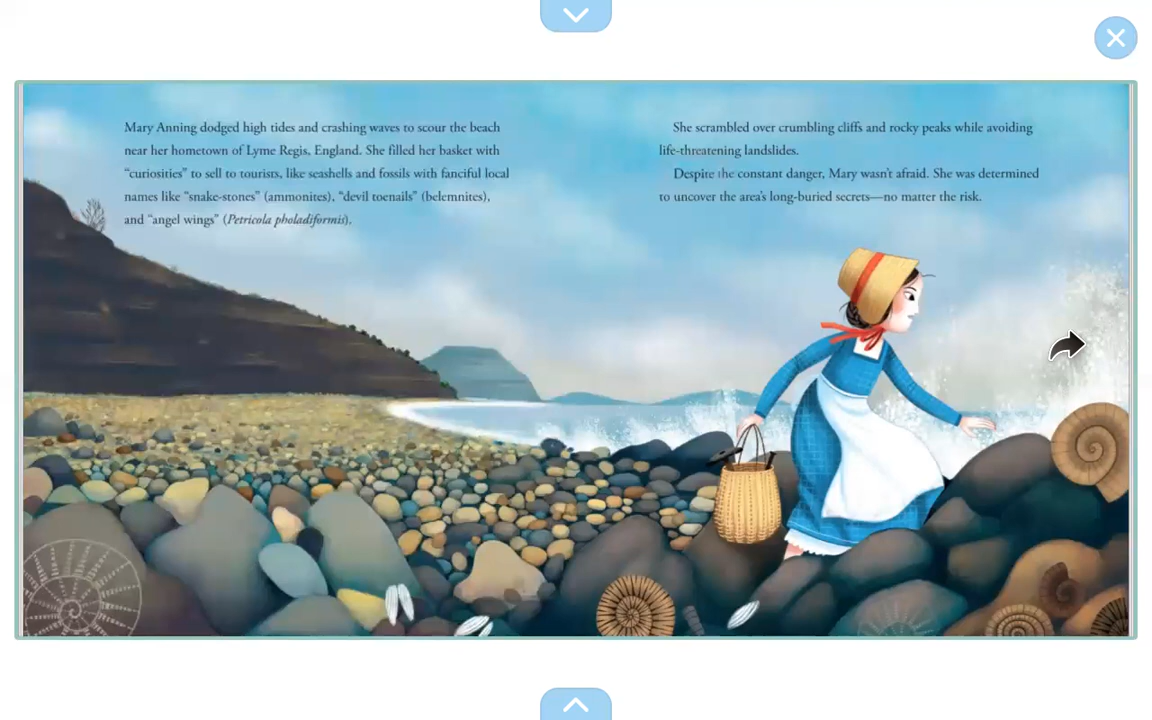 Mary Anning dodged high tides and crashing waves to scour the beach
near her hometown of Lyme Regis, England. She filled her basket with
“curiosities” to sell to tourists, like seashells and fossils with fanciful local
names like “snake-stones” (ammonites), “devil toenails” (belemnites),
and “angel wings” (Petricola pholadiformis).
She scrambled over crumbling cliffs and rocky peaks while avoiding
life-threatening landslides.
Despite the constant danger, Mary wasn’t afraid. She was determined
to uncover the area’s long-buried secrets—no matter the risk.